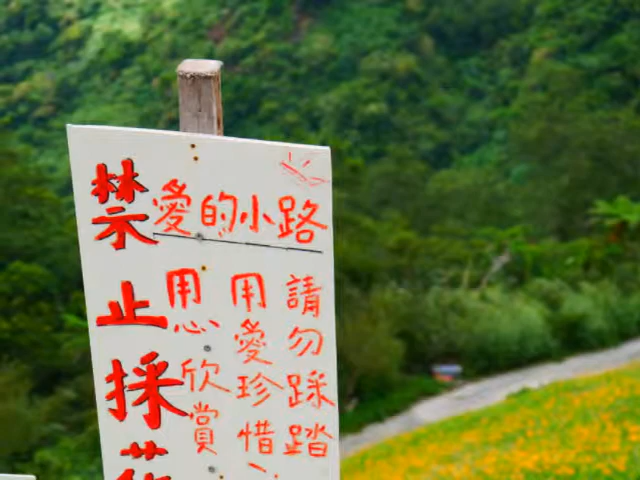 愛的小路
請勿踩踏
用愛珍惜、
用心欣賞
禁止採花